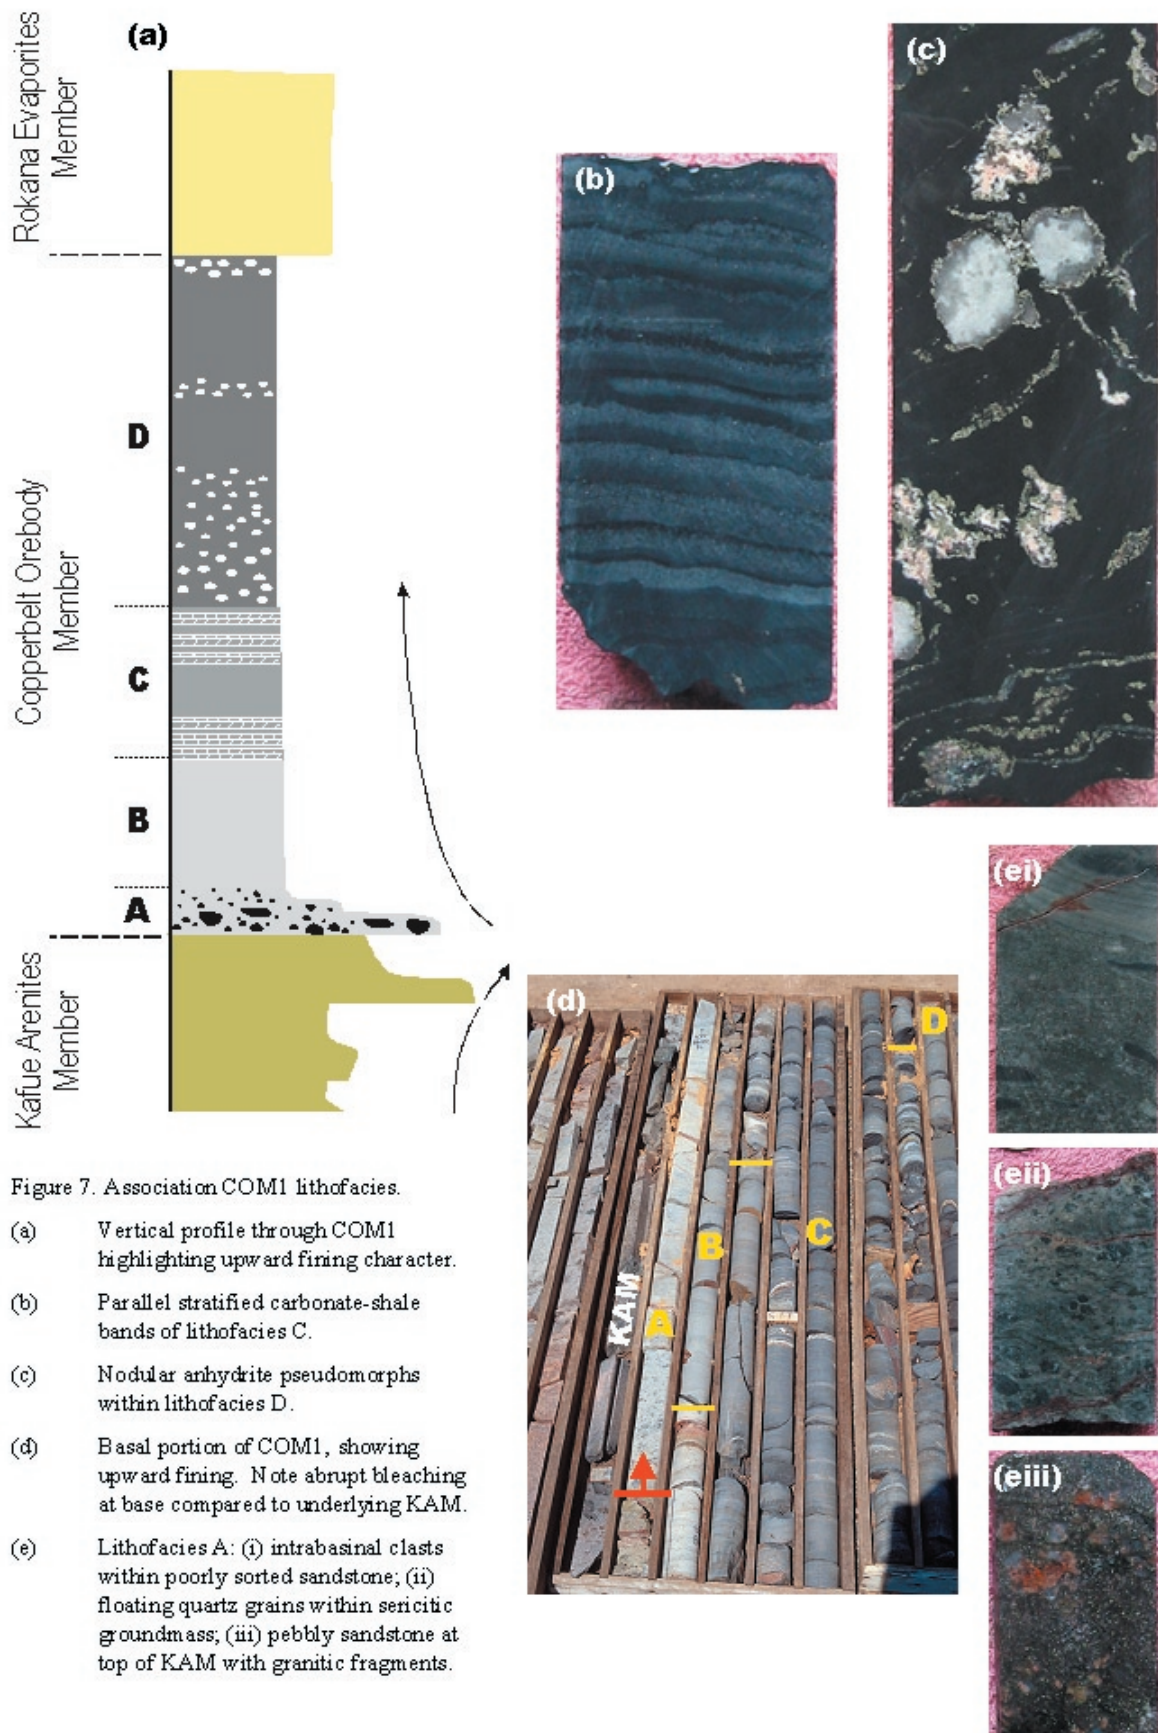 (a)
Rokana Evaporites
Member
Copperbelt Orebody
Member
Kafue Arenites
Member
D
C
B
A
(b)
(c)
(d)
D
C
B
A
KAM
(ei)
(eii)
(eiii)
Figure 7. Association COM1 lithofacies.
(a) Vertical profile through COM1
highlighting upward fining character.
(b) Parallel stratified carbonate-shale
bands of lithofacies C.
(c) Nodular anhydrite pseudomorphs
within lithofacies D.
(d) Basal portion of COM1, showing
upward fining. Note abrupt bleaching
at base compared to underlying KAM.
(e) Lithofacies A: (i) intrabasinal clasts
within poorly sorted sandstone; (ii)
floating quartz grains within sericitic
groundmass; (iii) pebbly sandstone at
top of KAM with granitic fragments.